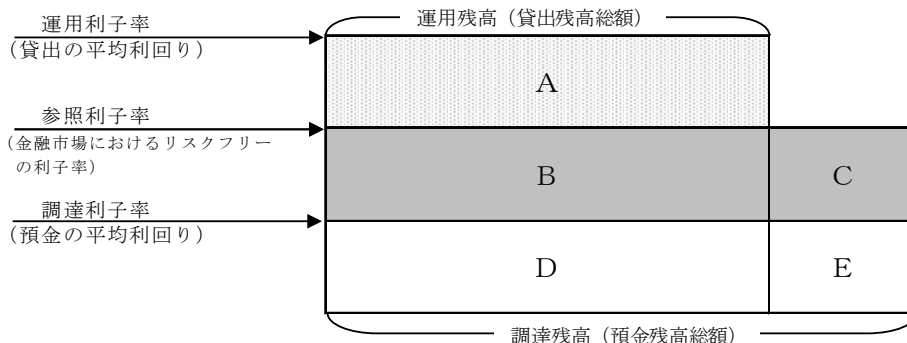 運用残高（貸出残高総額）
運用利子率
（貸出の平均利回り）
A
参照利子率
（金融市場におけるリスクフリー
の利子率）
B
C
調達利子率
（預金の平均利回り）
D
E
調達残高（預金残高総額）